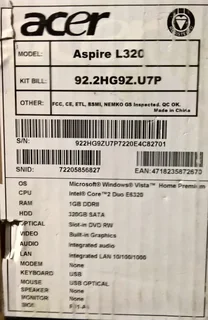 acer
MODEL: Aspire L320
KIT BILL: 92.2HG9Z.U7P
OTHER: FCC, CE, ETL, BSMI, NEMKO GS Inspected, QC OK.
Made in China
S/N:
922HG9ZU7P7220E4C82701
SNID: 72205856827 EAN:4718235872670
OS Microsoft® Windows® Vista™ Home Premium
CPU Intel® Core™2 Duo E6320
RAM 1GB DDRII
HDD 320GB SATA
OPTICAL Slot-in DVD RW
VIDEO Built-in Graphics
AUDIO Integrated audio
LAN Integrated LAN 10/100/1000
MODEM None
KEYBOARD USB
MOUSE USB OPTICAL
SPEAKER None
MONITOR None